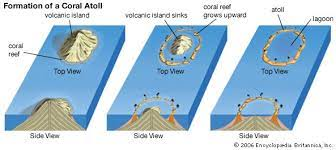 Formation of a Coral Atoll
volcanic island
coral
reef
Top View
Side View
volcanic island sinks
coral reef
grows upward
Top View
Side View
atoll
lagoon
Top View
Side View
© 2006 Encyclopædia Britannica, Inc.